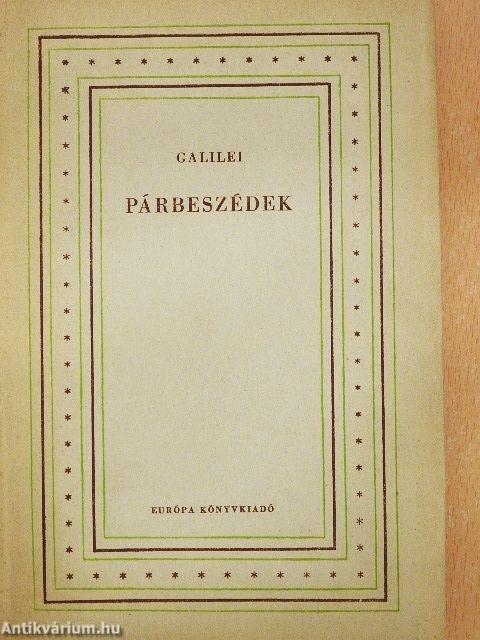 GALILEI
PÁRBESZÉDEK
EURÓPA KÖNYVKIADÓ
Antikvárium.hu